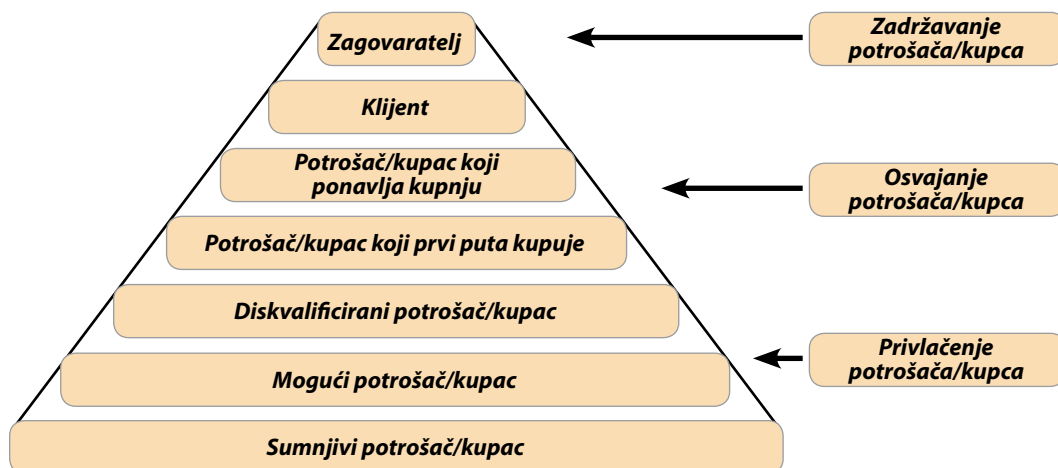 Zagovaratelj
Zadržavanje
potrošača/kupca
Klijent
Potrošač/kupac koji
ponavlja kupnju
Osvajanje
potrošača/kupca
Potrošač/kupac koji prvi puta kupuje
Diskvalificirani potrošač/kupac
Privlačenje
potrošača/kupca
Mogući potrošač/kupac
Sumnjivi potrošač/kupac